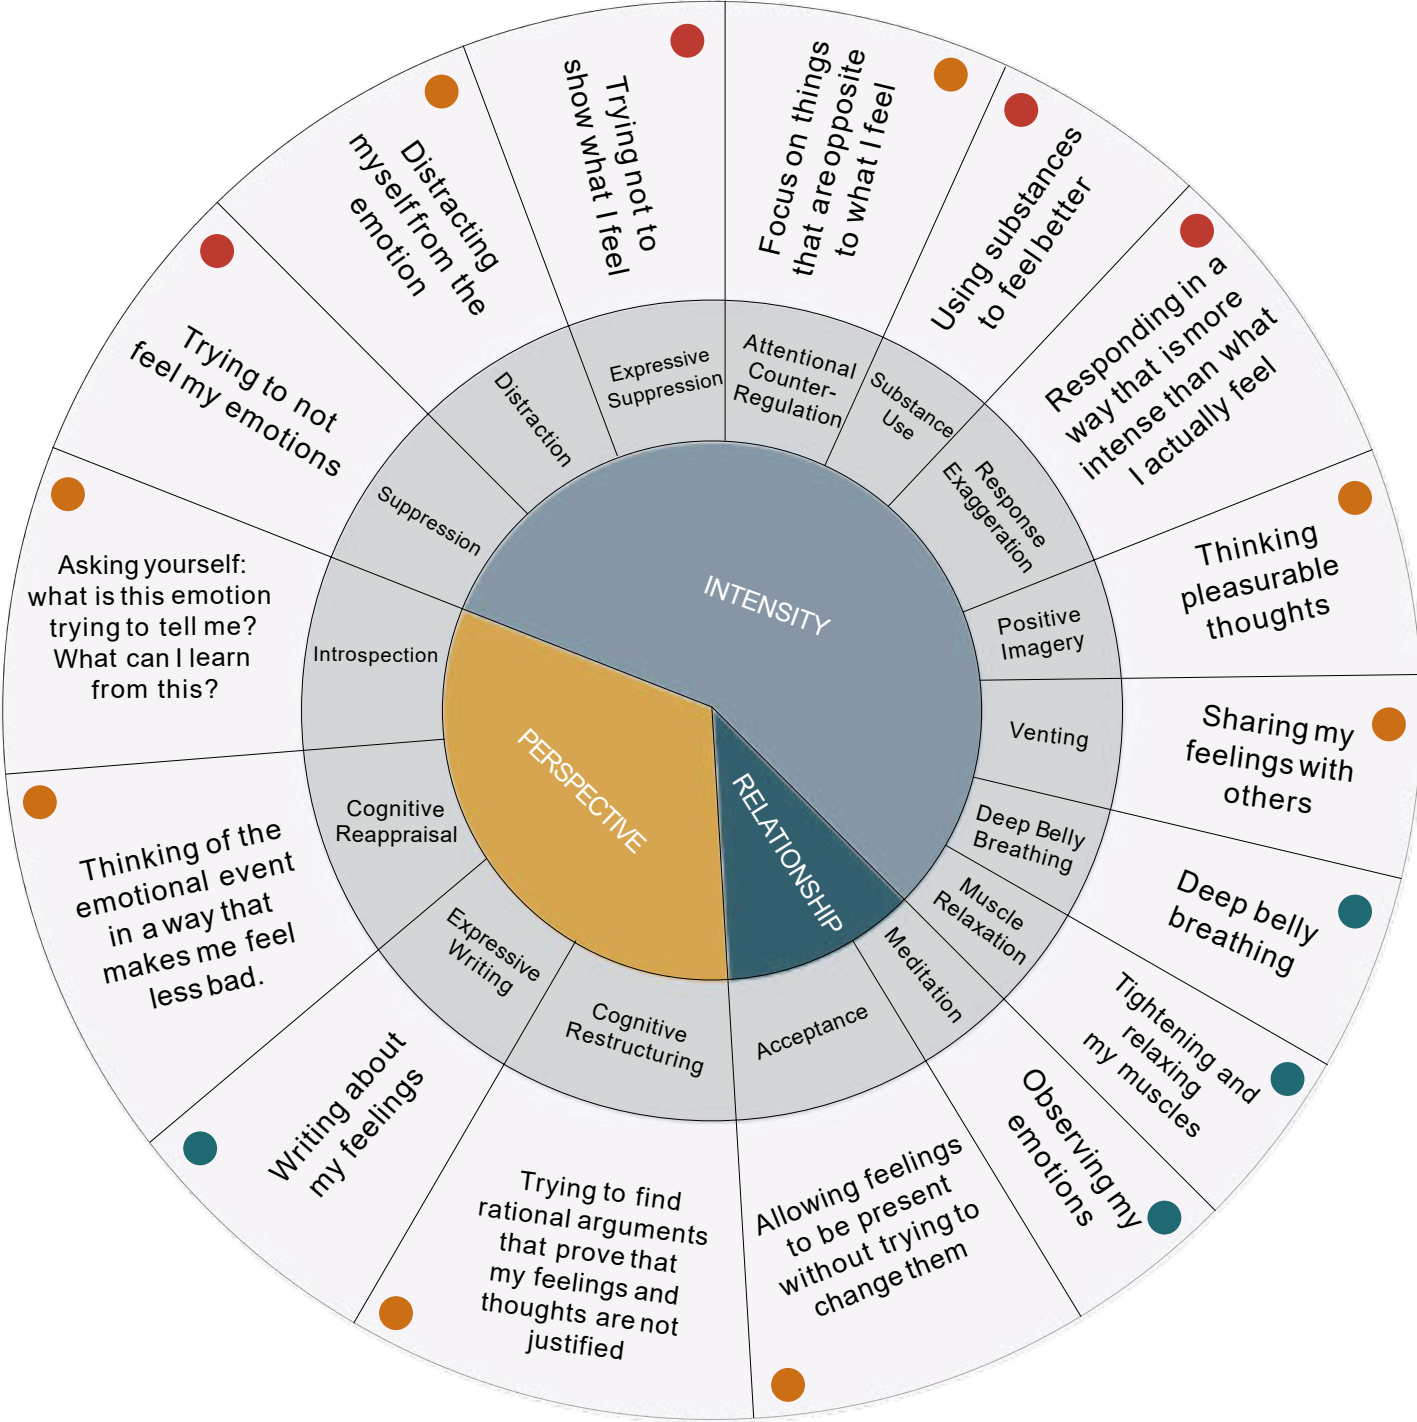 INTENSITY
RELATIONSHIP
PERSPECTIVE
Attentional
Counter-
Regulation
Focus on things
that are opposite
to what I feel
Substance
Use
Using substances
to feel better
Response
Exaggeration
Responding in a
way that is more
intense than what
I actually feel
Positive
Imagery
Thinking
pleasurable
thoughts
Venting
Sharing my
feelings with
others
Deep Belly
Breathing
Deep belly
breathing
Muscle
Relaxation
Tightening and
relaxing
my muscles
Meditation
Observing my
emotions
Acceptance
Allowing feelings
to be present
without trying to
change them
Cognitive
Restructuring
Trying to find
rational arguments
that prove that
my feelings and
thoughts are not
justified
Expressive
Writing
Writing about
my feelings
Cognitive
Reappraisal
Thinking of the
emotional event
in a way that
makes me feel
less bad.
Introspection
Asking yourself:
what is this emotion
trying to tell me?
What can I learn
from this?
Suppression
Trying to not
feel my emotions
Distraction
Distracting
myself from the
emotion
Expressive
Suppression
Trying not to
show what I feel